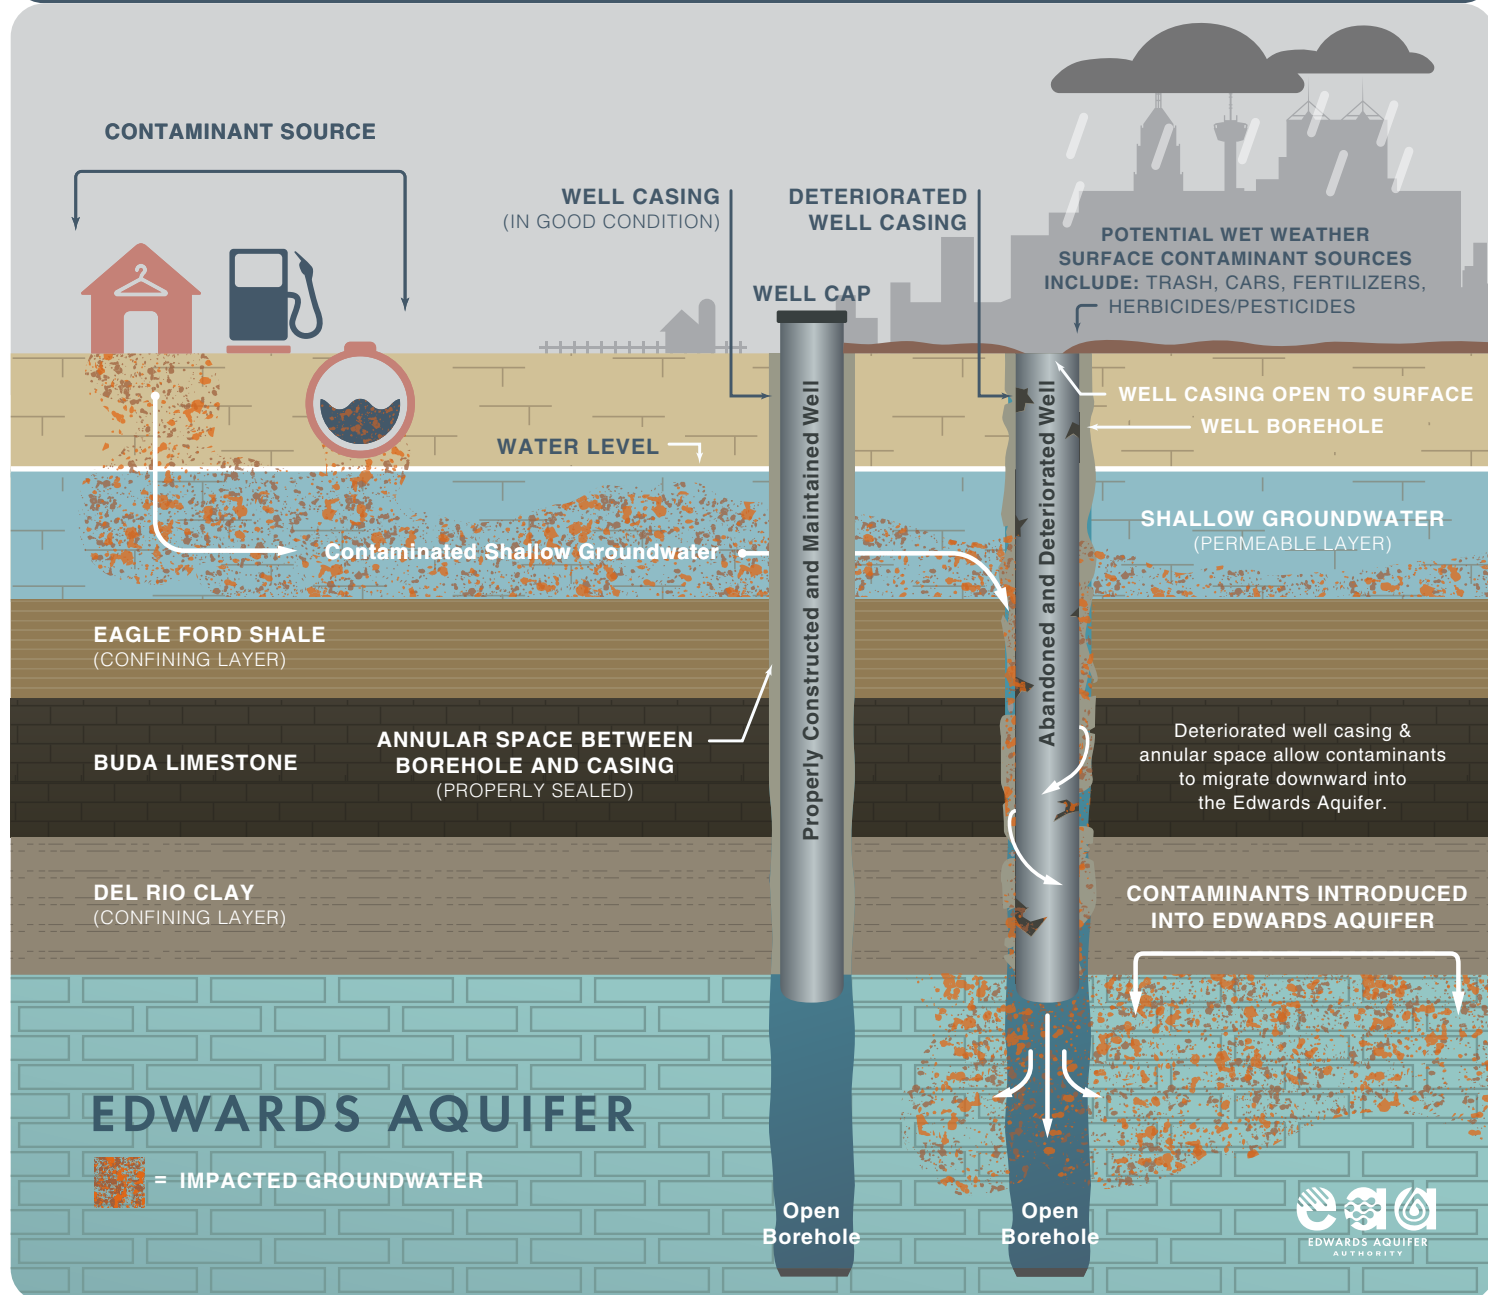 CONTAMINANT SOURCE
WELL CASING
(IN GOOD CONDITION)
DETERIORATED
WELL CASING
WELL CAP
POTENTIAL WET WEATHER
SURFACE CONTAMINANT SOURCES
INCLUDE: TRASH, CARS, FERTILIZERS,
HERBICIDES/PESTICIDES
WELL CASING OPEN TO SURFACE
WELL BOREHOLE
WATER LEVEL
Properly Constructed and Maintained Well
Abandoned and Deteriorated Well
SHALLOW GROUNDWATER
(PERMEABLE LAYER)
Contaminated Shallow Groundwater
EAGLE FORD SHALE
(CONFINING LAYER)
BUDA LIMESTONE
ANNULAR SPACE BETWEEN
BOREHOLE AND CASING
(PROPERLY SEALED)
Deteriorated well casing &
annular space allow contaminants
to migrate downward into
the Edwards Aquifer.
DEL RIO CLAY
(CONFINING LAYER)
CONTAMINANTS INTRODUCED
INTO EDWARDS AQUIFER
EDWARDS AQUIFER
= IMPACTED GROUNDWATER
Open
Borehole
Open
Borehole
eaa
EDWARDS AQUIFER
AUTHORITY